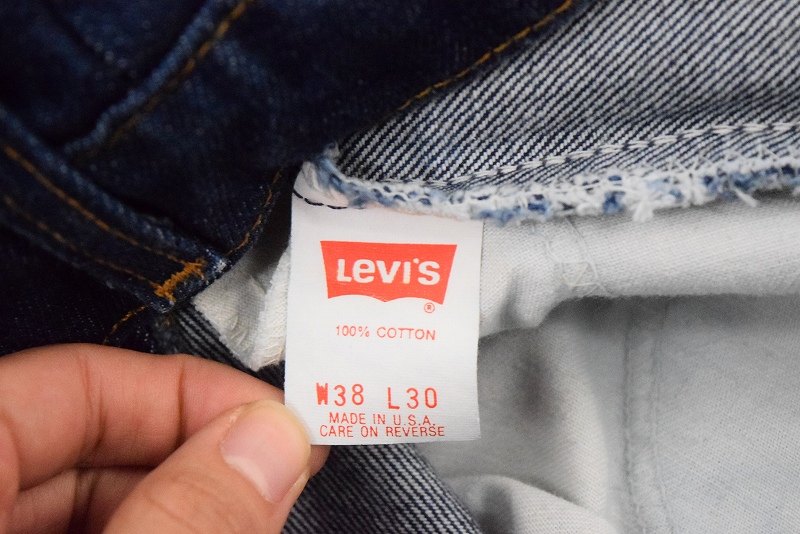 Levi's
®
100% COTTON
W38 L30
MADE IN U.S.A.
CARE ON REVERSE